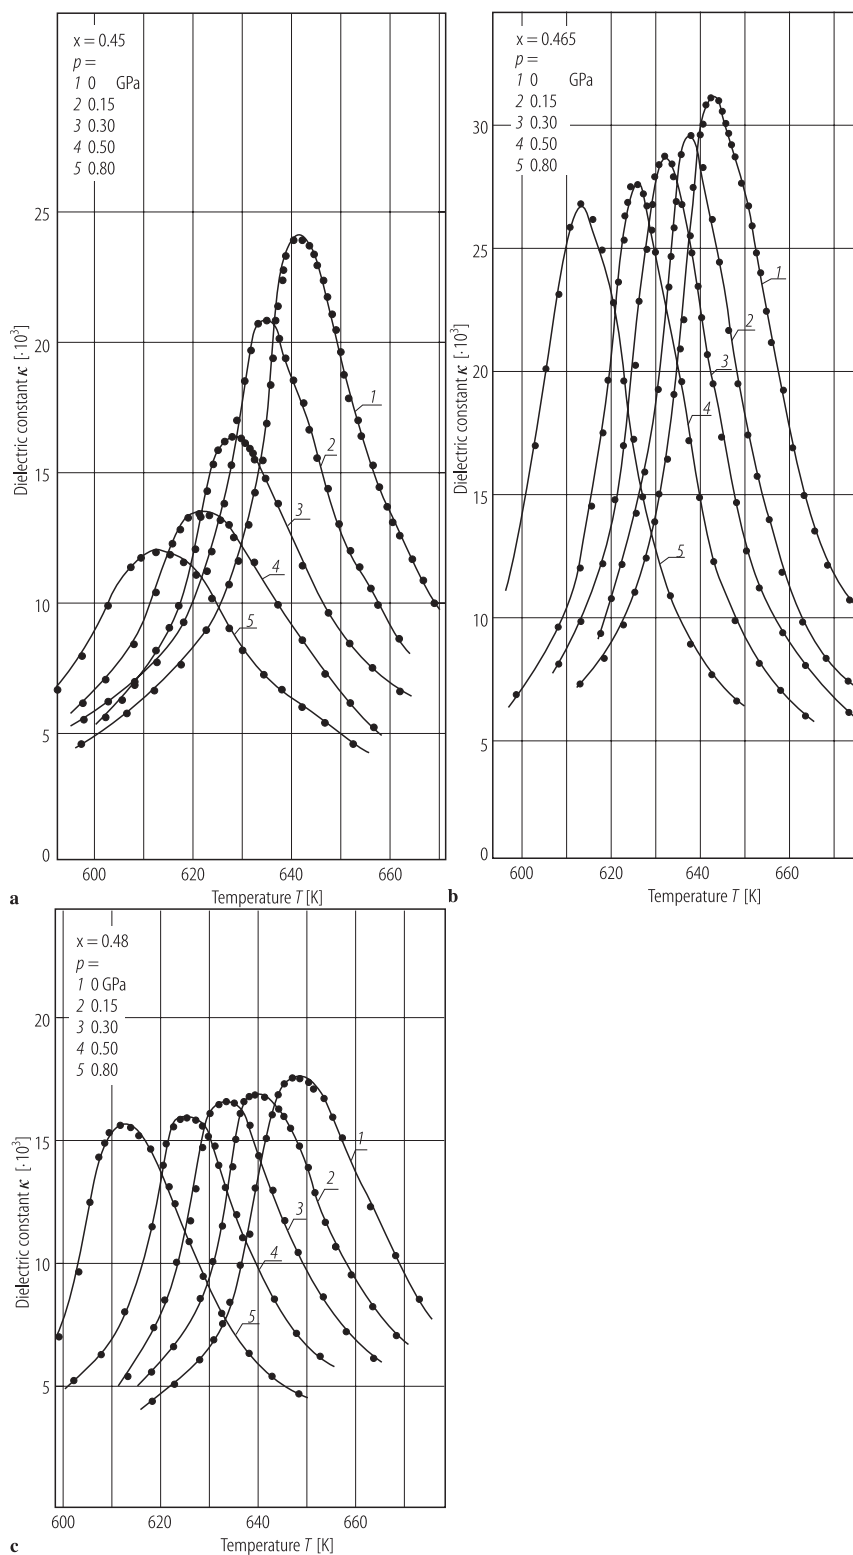 x = 0.45
p =
1 0 GPa
2 0.15
3 0.30
4 0.50
5 0.80
25
20
15
10
5
0
Dielectric constant κ [·10³]
1
2
3
4
5
600 620 640 660
Temperature T [K]
a
x = 0.465
p =
1 0 GPa
2 0.15
3 0.30
4 0.50
5 0.80
30
25
20
15
10
5
0
Dielectric constant κ [·10³]
1
2
3
4
5
600 620 640 660
Temperature T [K]
b
x = 0.48
p =
1 0 GPa
2 0.15
3 0.30
4 0.50
5 0.80
20
15
10
5
Dielectric constant κ [·10³]
1
2
3
4
5
600 620 640 660
Temperature T [K]
c